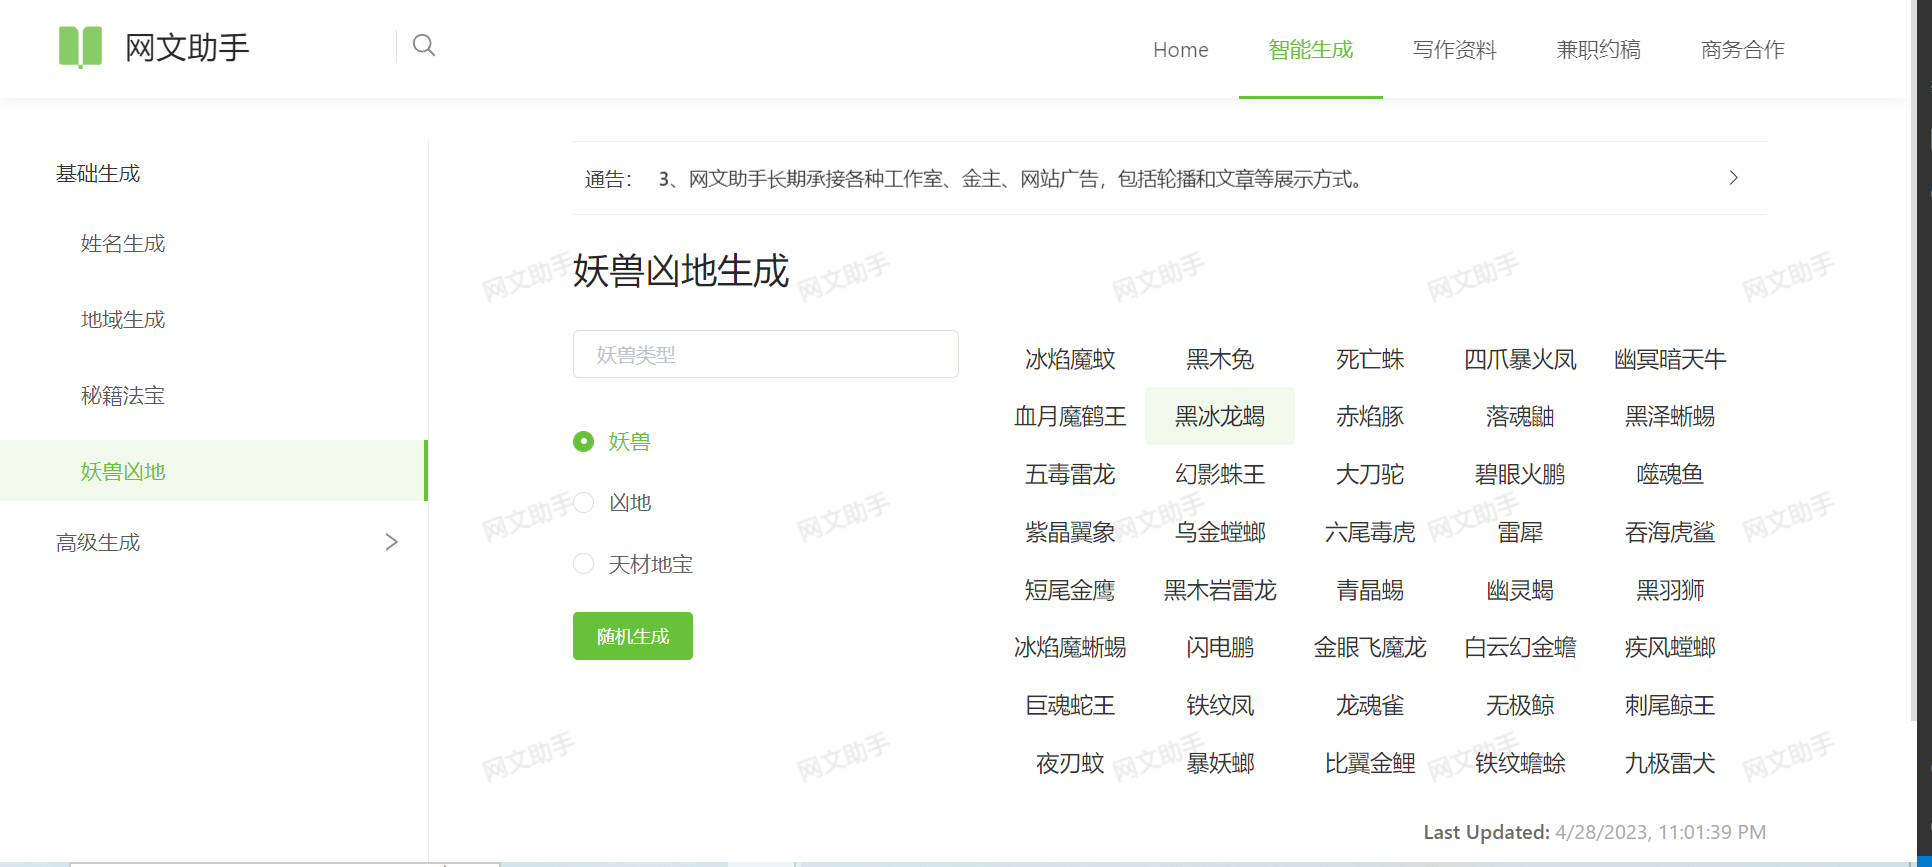 网文助手
Home 智能生成 写作资料 兼职约稿 商务合作
基础生成
姓名生成
地域生成
秘籍法宝
妖兽凶地
高级生成
通告： 3、网文助手长期承接各种工作室、金主、网站广告，包括轮播和文章等展示方式。
妖兽凶地生成
妖兽类型
妖兽
凶地
天材地宝
随机生成
冰焰魔蚊 黑木兔 死亡蛛 四爪暴火凤 幽冥暗天牛
血月魔鹤王 黑冰龙蝎 赤焰豚 落魂鼬 黑泽蜥蜴
五毒雷龙 幻影蛛王 大刀驼 碧眼火鹏 噬魂鱼
紫晶翼象 乌金螳螂 六尾毒虎 雷犀 吞海虎鲨
短尾金鹰 黑木岩雷龙 青晶蜴 幽灵蝎 黑羽狮
冰焰魔蜥蜴 闪电鹏 金眼飞魔龙 白云幻金蟾 疾风螳螂
巨魂蛇王 铁纹凤 龙魂雀 无极鲸 刺尾鲸王
夜刃蚊 暴妖螂 比翼金鲤 铁纹蟾蜍 九极雷犬
Last Updated: 4/28/2023, 11:01:39 PM
网文助手 网文助手 网文助手 网文助手 网文助手
网文助手 网文助手 网文助手 网文助手 网文助手
网文助手 网文助手 网文助手 网文助手 网文助手